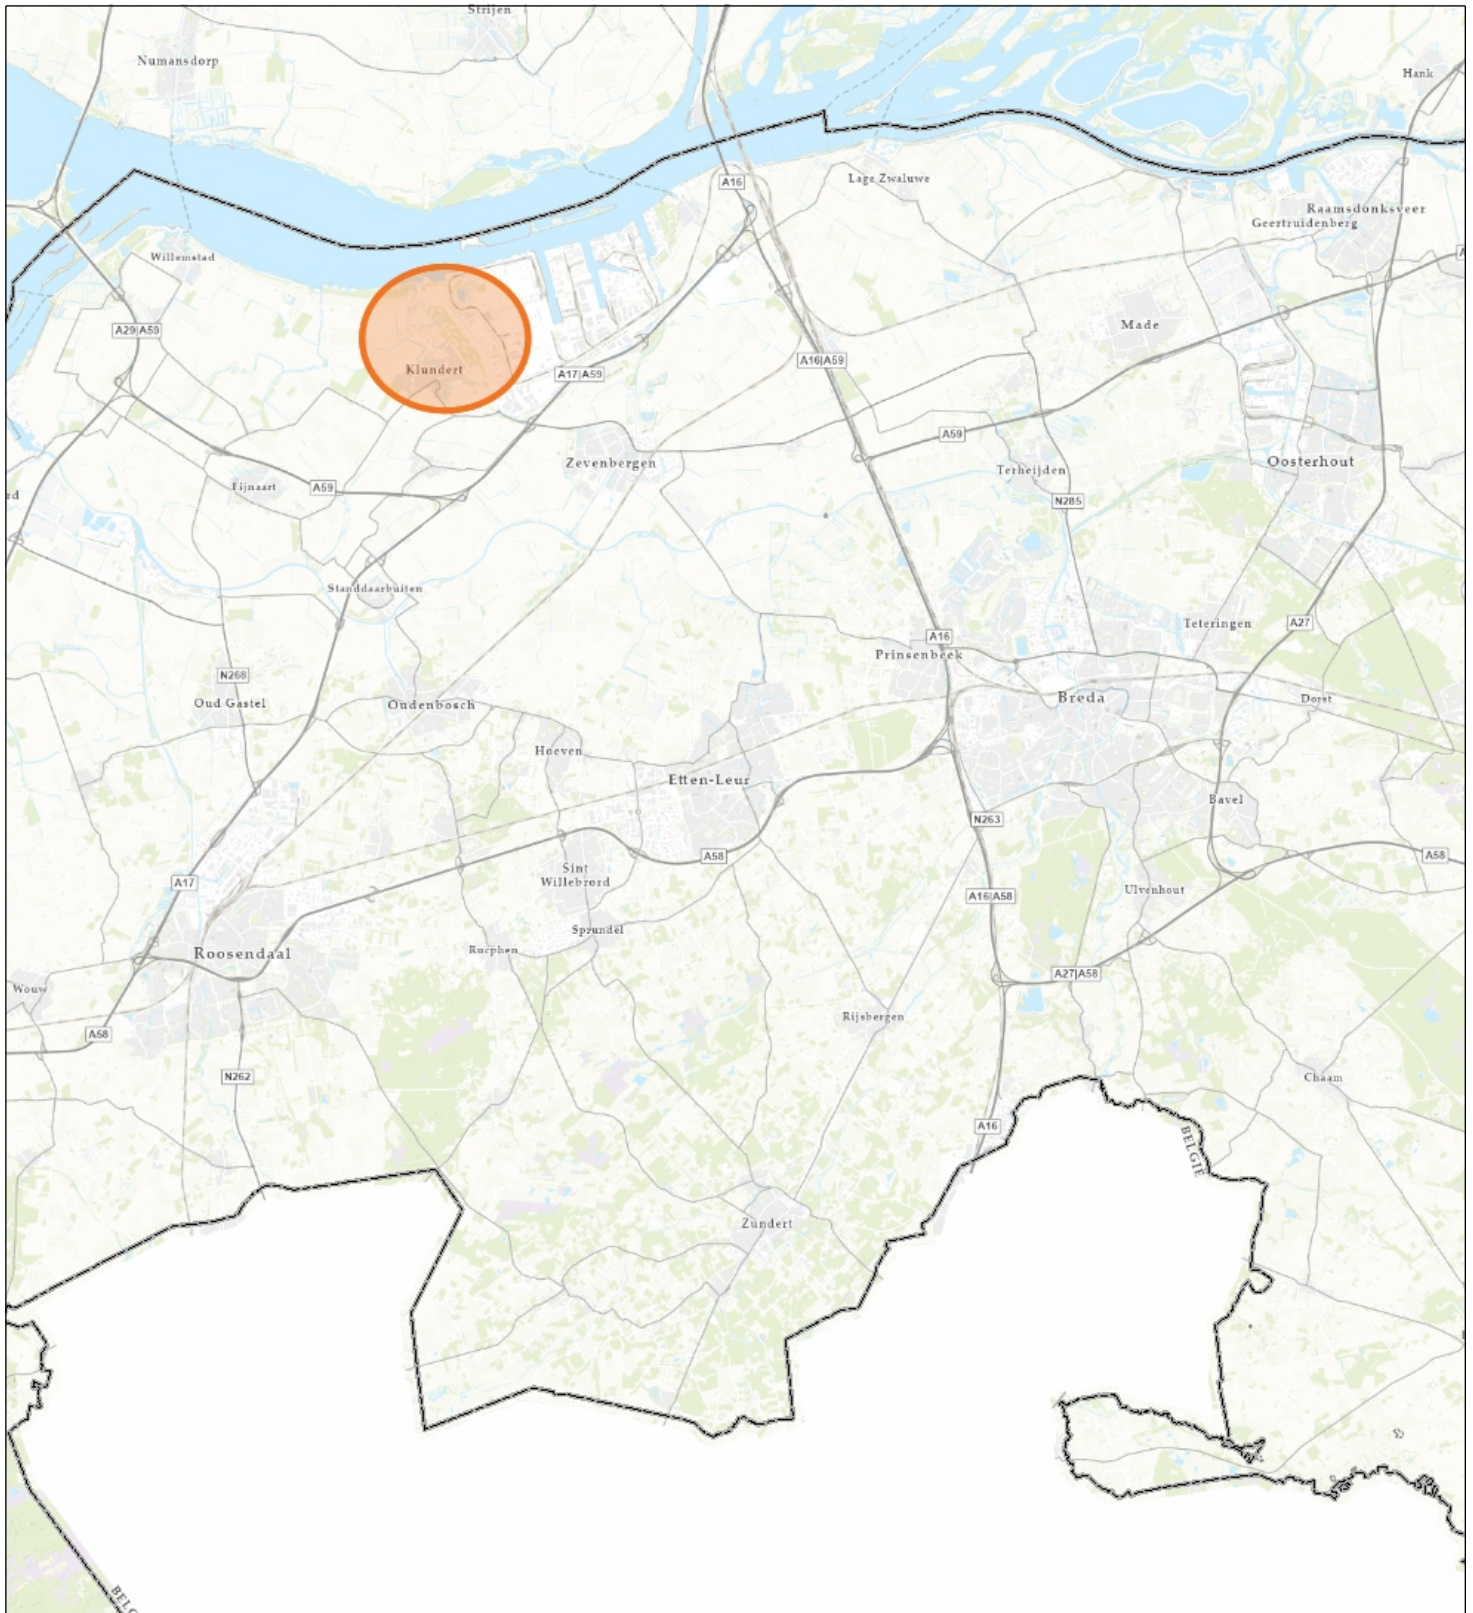 Strijen
Numansdorp
Hank
A16
Lage Zwaluwe
Raamsdonksveer
Geertruidenberg
Willemstad
A29|A59
Made
A16|A59
Klundert
A17|A59
A59
Zevenbergen
Terheijden
Oosterhout
Fijnaart
A59
rd
N285
Standdaarbuiten
Teteringen
A27
A16
Prinsenbeek
N268
Oud Gastel
Oudenbosch
Breda
Dorst
Hoeven
Etten-Leur
Bavel
N263
A58
A58
Sint
Willebrord
A17
Ulvenhout
A16|A58
Sprundel
Roosendaal
Rucphen
A27|A58
Wouw
Rijsbergen
A58
N262
Chaam
A16
BELGIË
Zundert
BELG